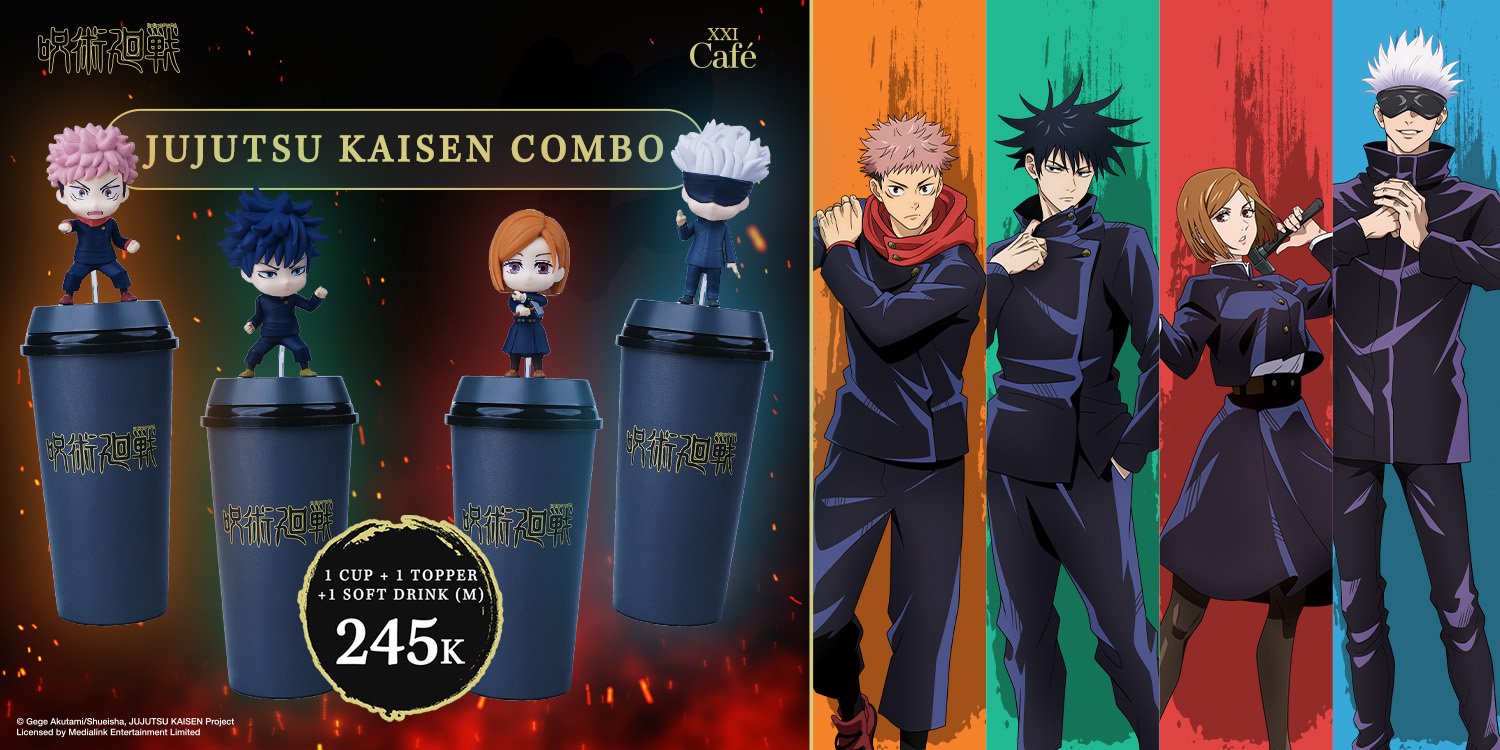 呪術廻戦
XXI
Café
JUJUTSU KAISEN COMBO
呪術廻戦
呪術廻戦
呪術廻戦
呪術廻戦
1 CUP + 1 TOPPER
+1 SOFT DRINK (M)
245K
© Gege Akutami/Shueisha, JUJUTSU KAISEN Project
Licensed by Medialink Entertainment Limited